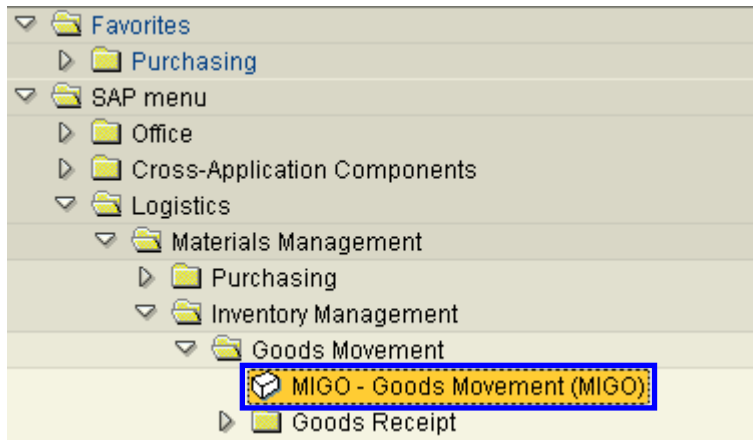 Favorites
Purchasing
SAP menu
Office
Cross-Application Components
Logistics
Materials Management
Purchasing
Inventory Management
Goods Movement
MIGO - Goods Movement (MIGO)
Goods Receipt